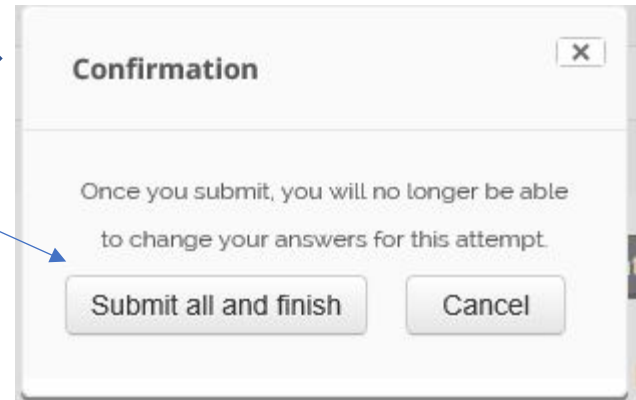 Confirmation
Once you submit, you will no longer be able
to change your answers for this attempt.
Submit all and finish
Cancel